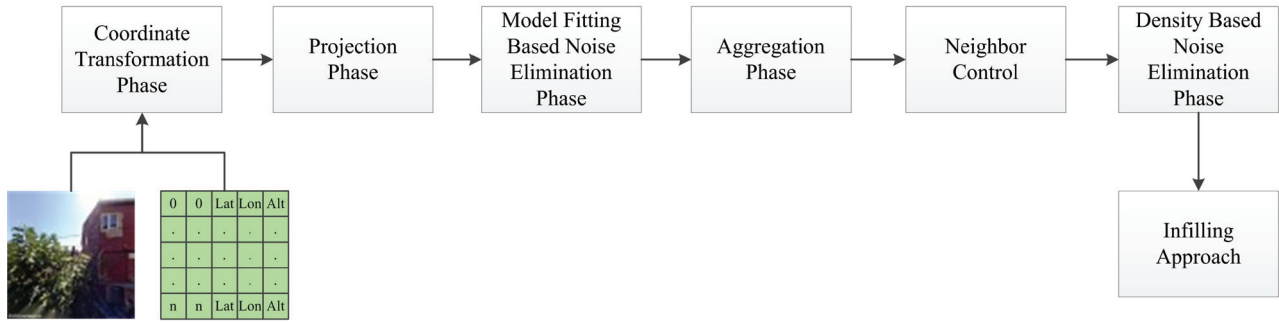 Coordinate
Transformation
Phase
Projection
Phase
Model Fitting
Based Noise
Elimination
Phase
Aggregation
Phase
Neighbor
Control
Density Based
Noise
Elimination
Phase
Infilling
Approach
0 0 Lat Lon Alt
. . . . .
. . . . .
. . . . .
n n Lat Lon Alt